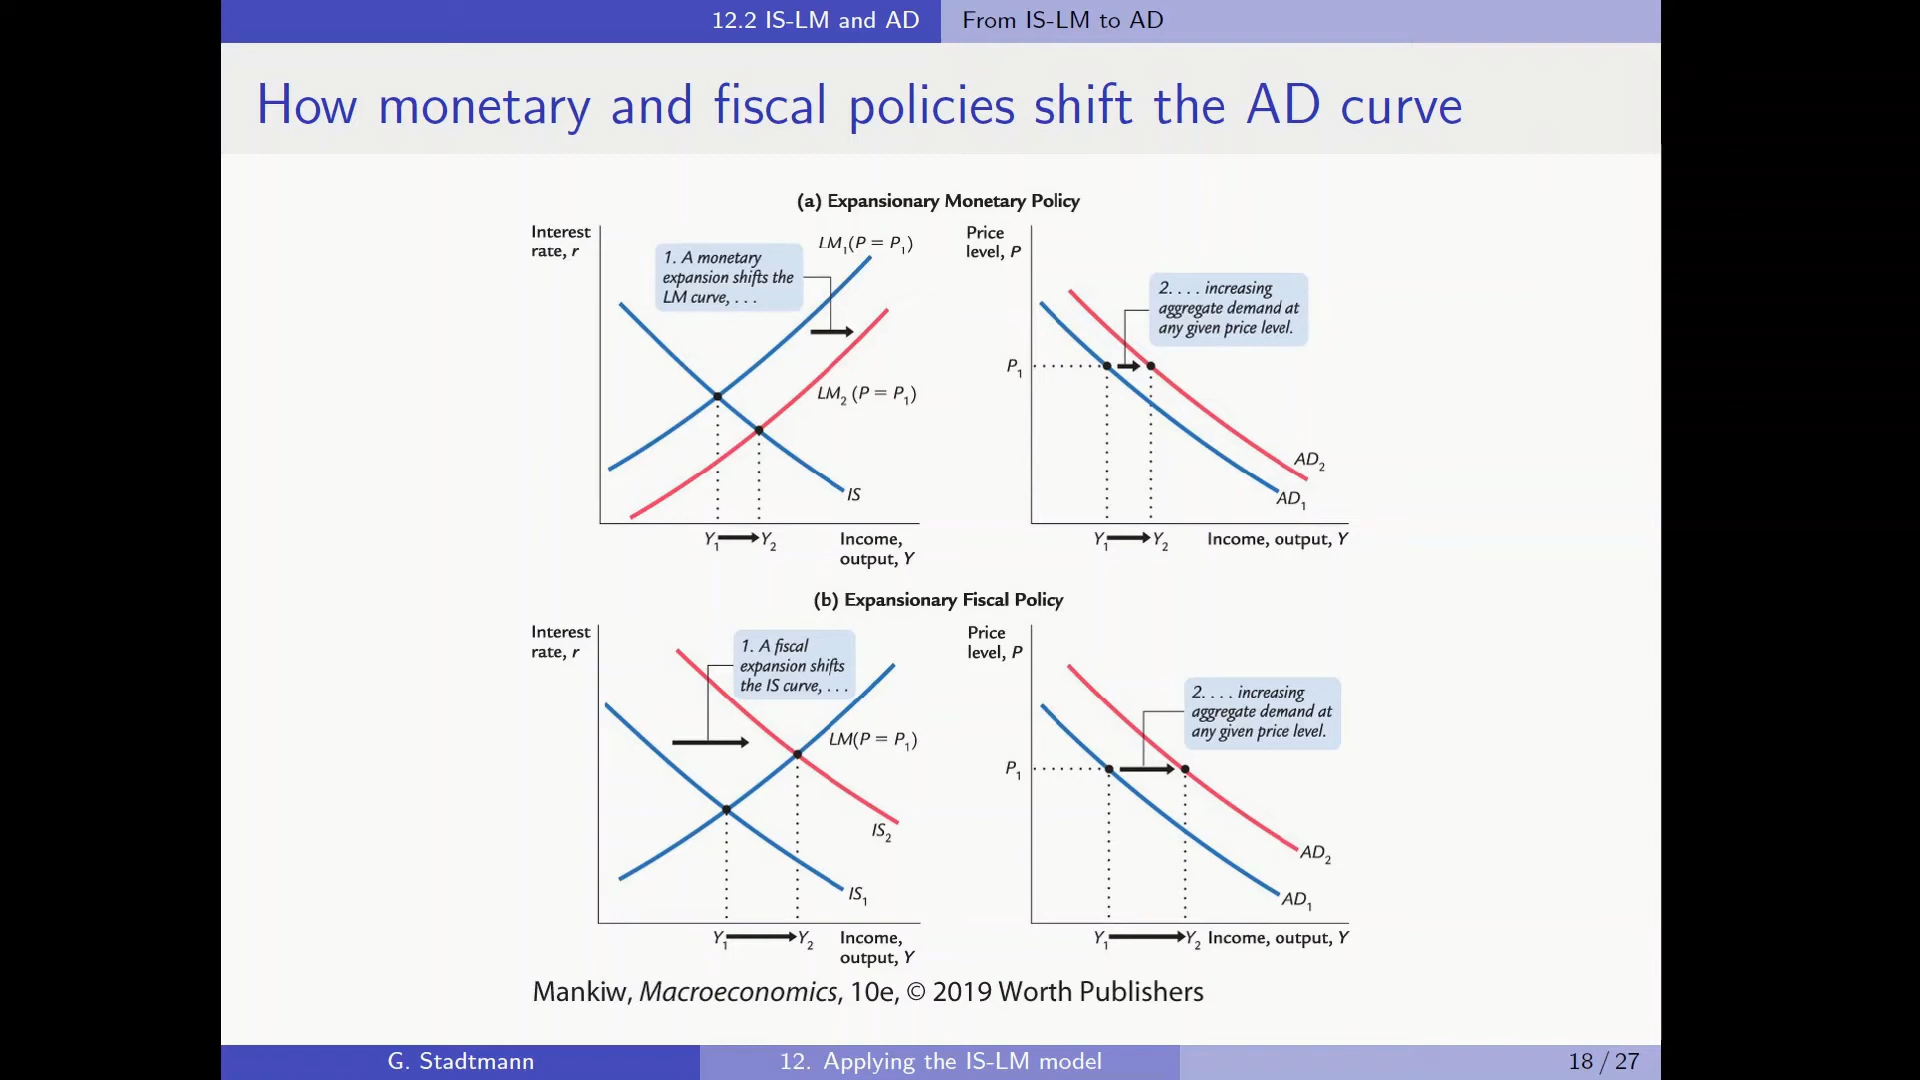 12.2 IS-LM and AD From IS-LM to AD
How monetary and fiscal policies shift the AD curve
(a) Expansionary Monetary Policy
Interest
rate, r
1. A monetary
expansion shifts the
LM curve, . . .
LM₁(P = P₁)
LM₂ (P = P₁)
IS
Y₁ Y₂
Income,
output, Y
Price
level, P
2. . . . increasing
aggregate demand at
any given price level.
P₁
AD₂
AD₁
Y₁ Y₂ Income, output, Y
(b) Expansionary Fiscal Policy
Interest
rate, r
1. A fiscal
expansion shifts
the IS curve, . . .
LM(P = P₁)
IS₂
IS₁
Y₁ Y₂
Income,
output, Y
Price
level, P
2. . . . increasing
aggregate demand at
any given price level.
P₁
AD₂
AD₁
Y₁ Y₂ Income, output, Y
Mankiw, Macroeconomics, 10e, © 2019 Worth Publishers
G. Stadtmann 12. Applying the IS-LM model 18 / 27